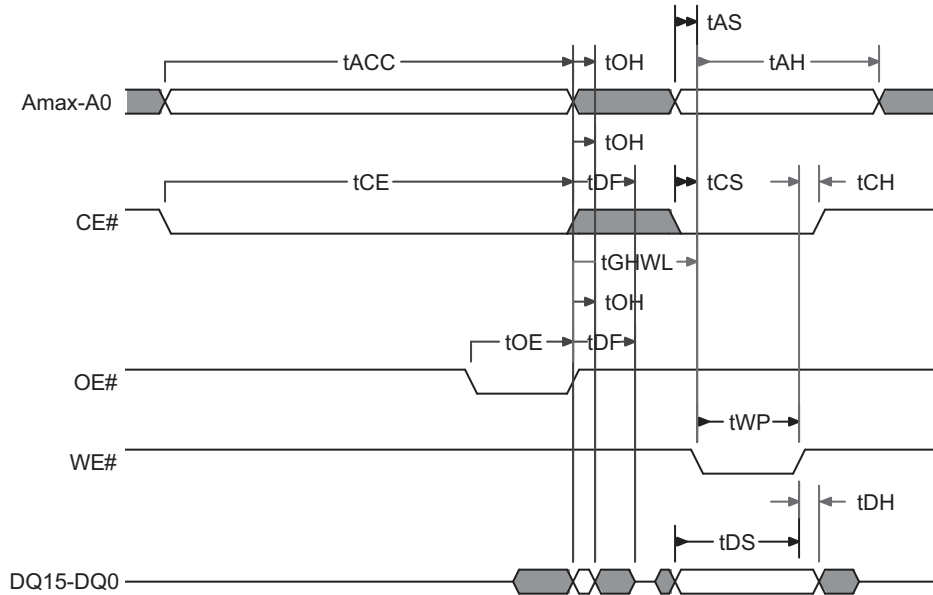 tAS
tACC tOH tAH
Amax-A0
tOH
tCE tDF tCS tCH
CE#
tGHWL
tOH
tOE tDF
OE#
tWP
WE#
tDH
tDS
DQ15-DQ0